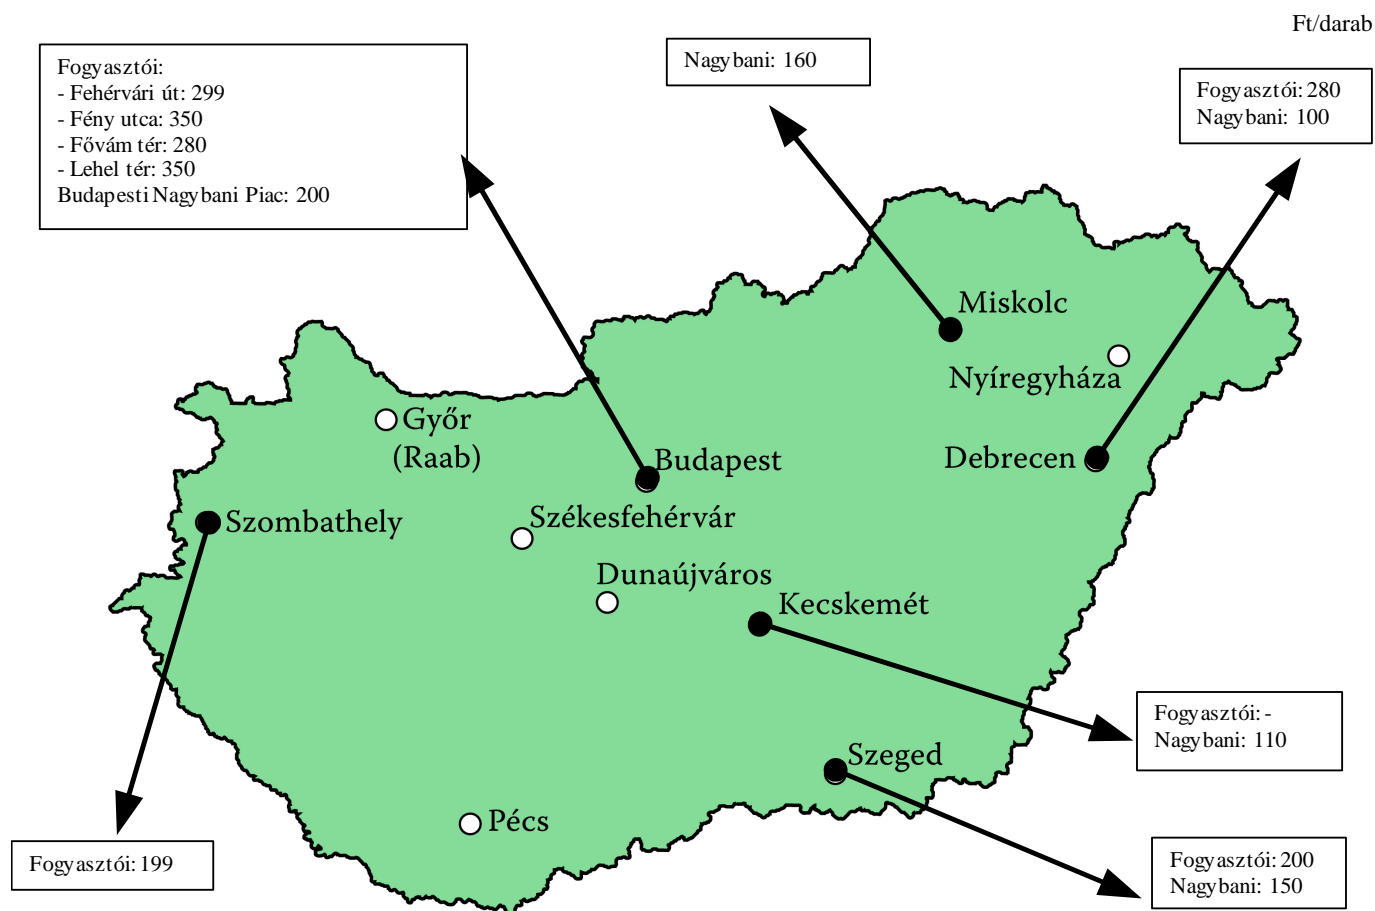 Ft/darab
Fogyasztói:
- Fehérvári út: 299
- Fény utca: 350
- Fővám tér: 280
- Lehel tér: 350
Budapesti Nagybani Piac: 200
Nagybani: 160
Fogyasztói: 280
Nagybani: 100
Miskolc
Nyíregyháza
Győr
(Raab)
Budapest
Debrecen
Szombathely
Székesfehérvár
Dunaújváros
Kecskemét
Fogyasztói: -
Nagybani: 110
Szeged
Pécs
Fogyasztói: 199
Fogyasztói: 200
Nagybani: 150